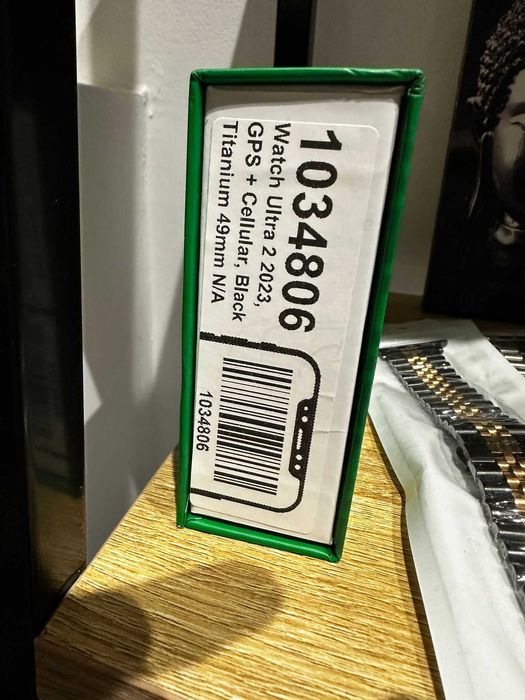 1034806
Watch Ultra 2 2023,
GPS + Cellular, Black
Titanium 49mm N/A
1034806